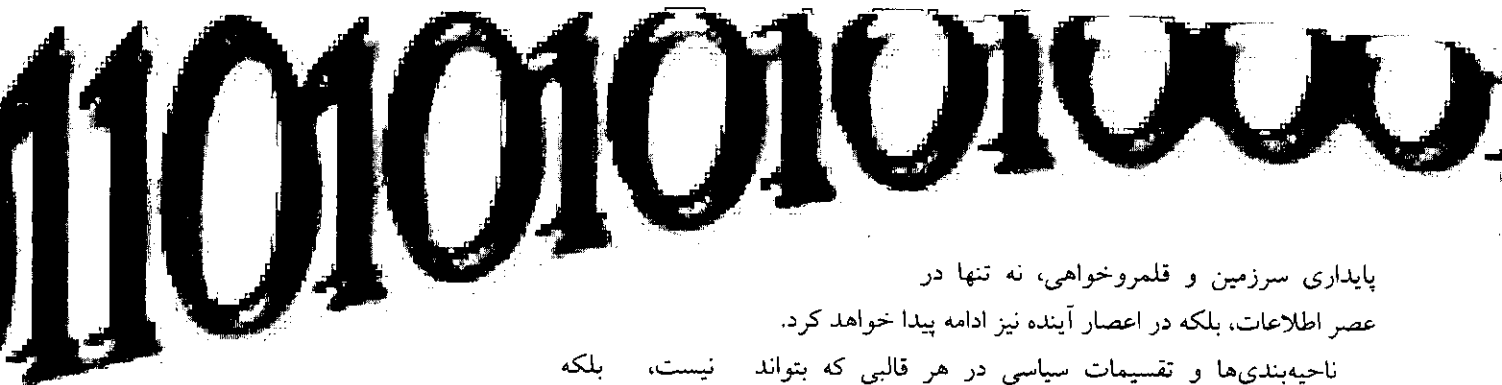 110101010101000
پایداری سرزمین و قلمروخواهی، نه تنها در
عصر اطلاعات، بلکه در اعصار آینده نیز ادامه پیدا خواهد کرد.
ناحیه‌بندی‌ها و تقسیمات سیاسی در هر قالبی که بتواند نیست، بلکه